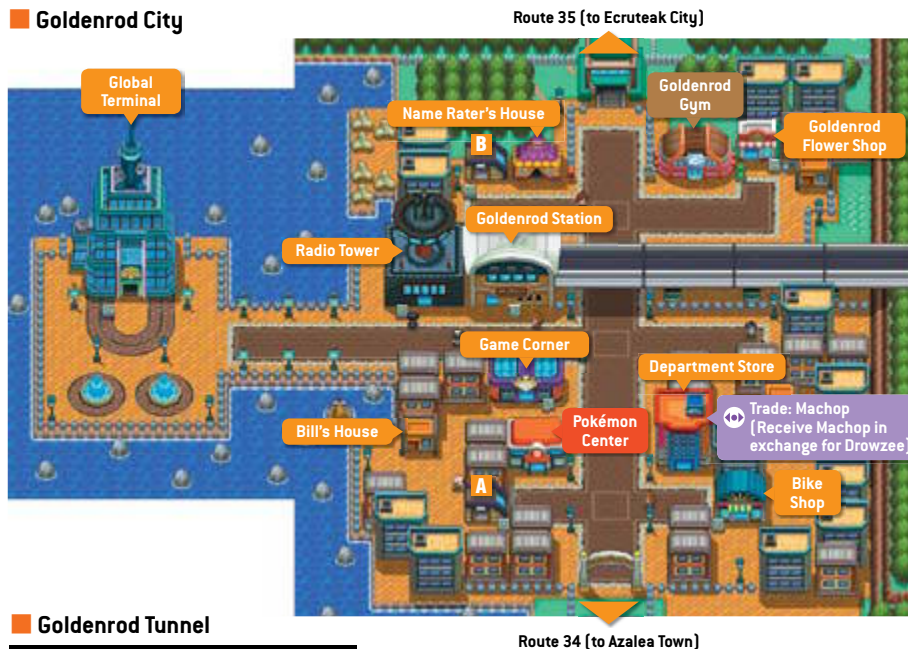 Goldenrod City
Route 35 (to Ecruteak City)
Global
Terminal
Name Rater's House
Goldenrod
Gym
Goldenrod
Flower Shop
B
Goldenrod Station
Radio Tower
Game Corner
Department Store
Trade: Machop
(Receive Machop in
exchange for Drowzee)
Bill's House
Pokémon
Center
A
Bike
Shop
Goldenrod Tunnel
Route 34 (to Azalea Town)